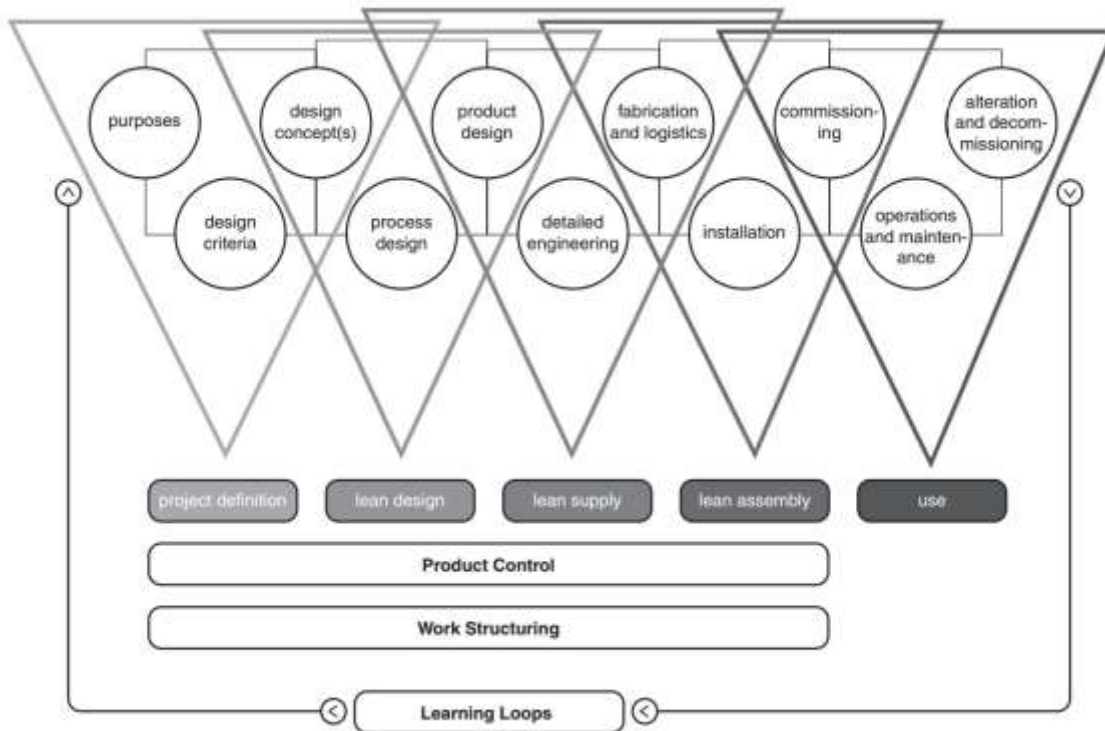 purposes
design
concept(s)
product
design
fabrication
and logistics
commission-
ing
alteration
and decom-
missioning
design
criteria
process
design
detailed
engineering
installation
operations
and mainten-
ance
project definition
lean design
lean supply
lean assembly
use
Product Control
Work Structuring
Learning Loops